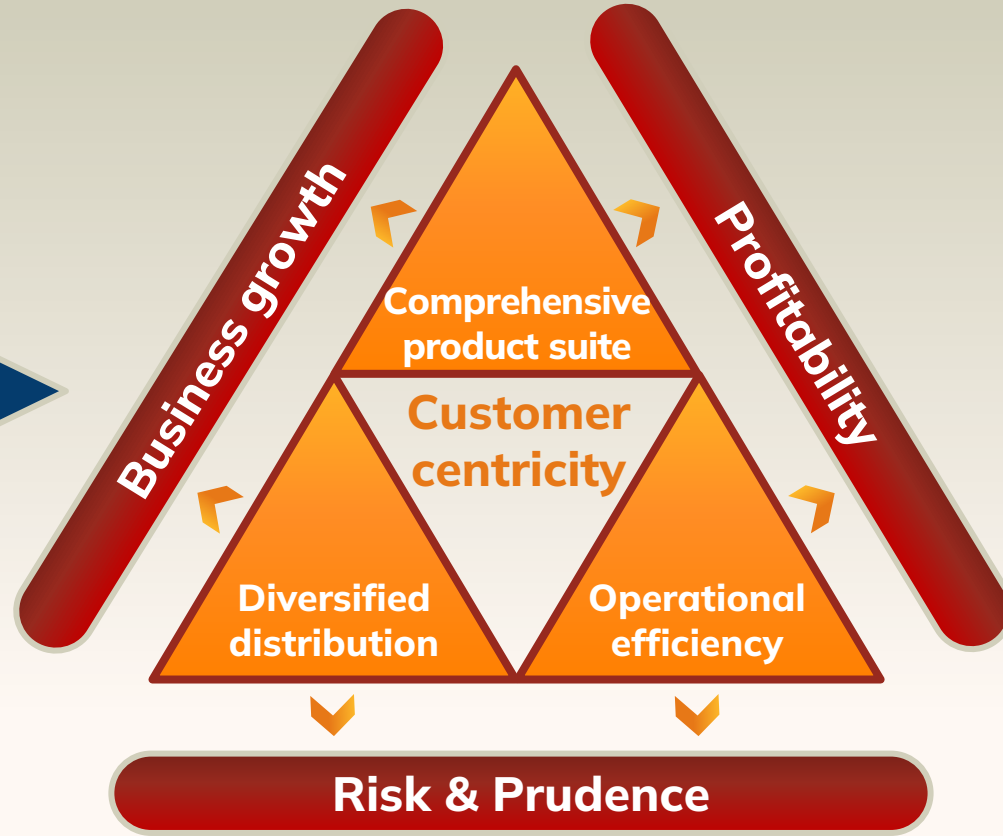 Business growth
Profitability
Comprehensive
product suite
Customer
centricity
Diversified
distribution
Operational
efficiency
Risk & Prudence